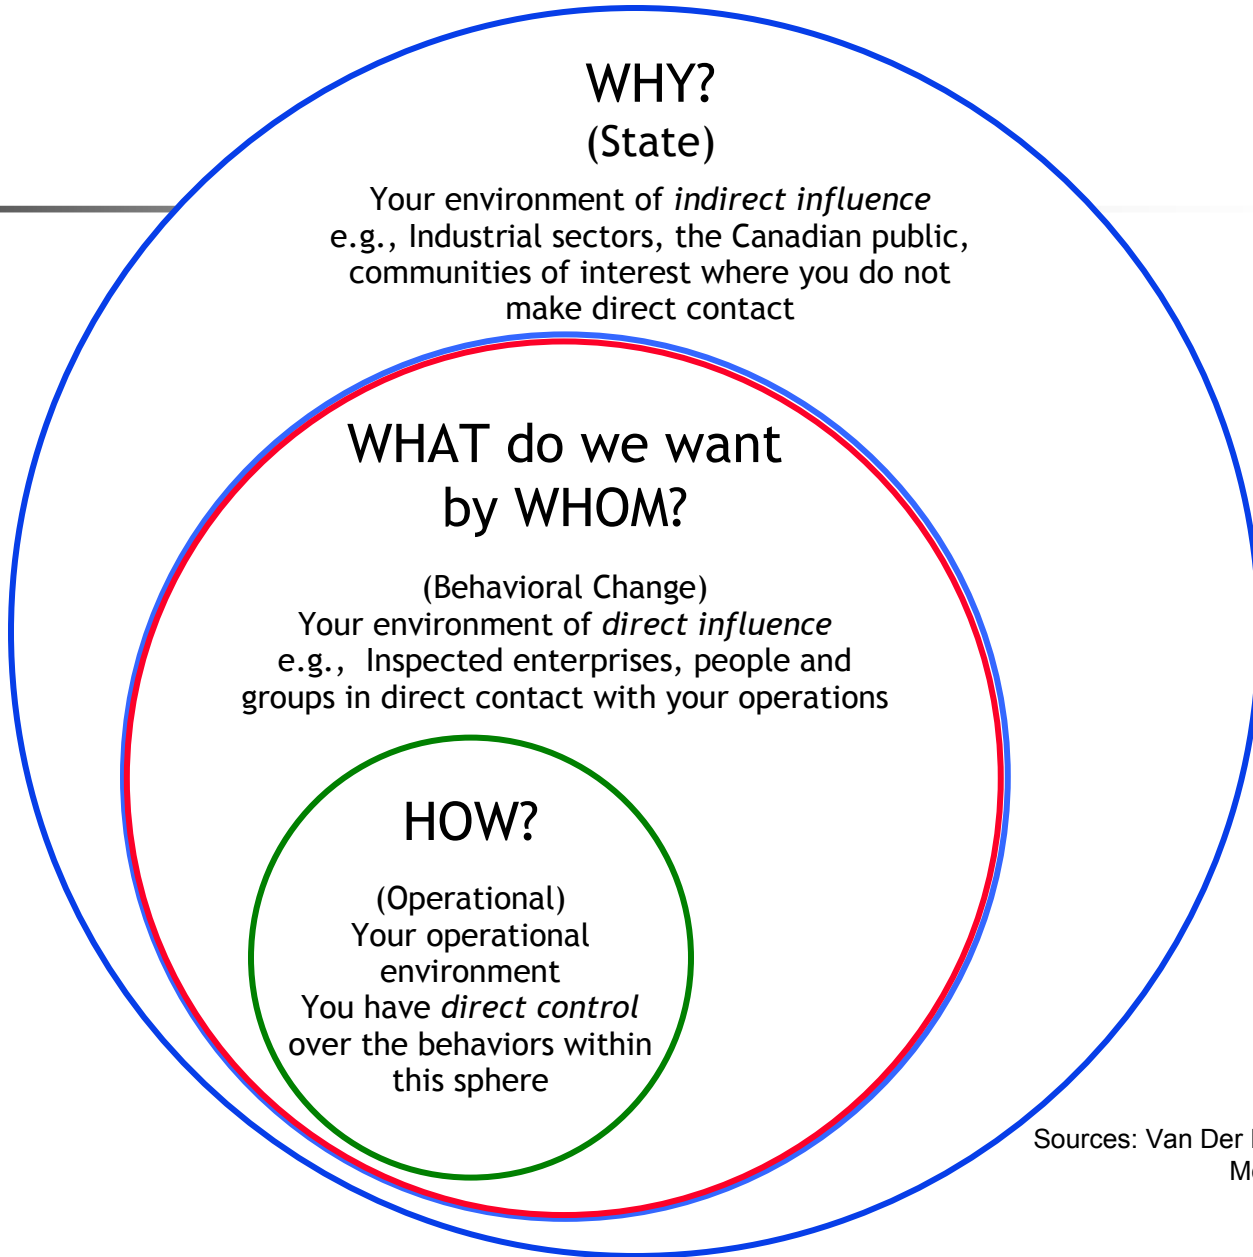 WHY?
(State)
Your environment of indirect influence
e.g., Industrial sectors, the Canadian public,
communities of interest where you do not
make direct contact
WHAT do we want
by WHOM?
(Behavioral Change)
Your environment of direct influence
e.g., Inspected enterprises, people and
groups in direct contact with your operations
HOW?
(Operational)
Your operational
environment
You have direct control
over the behaviors within
this sphere
Sources: Van Der